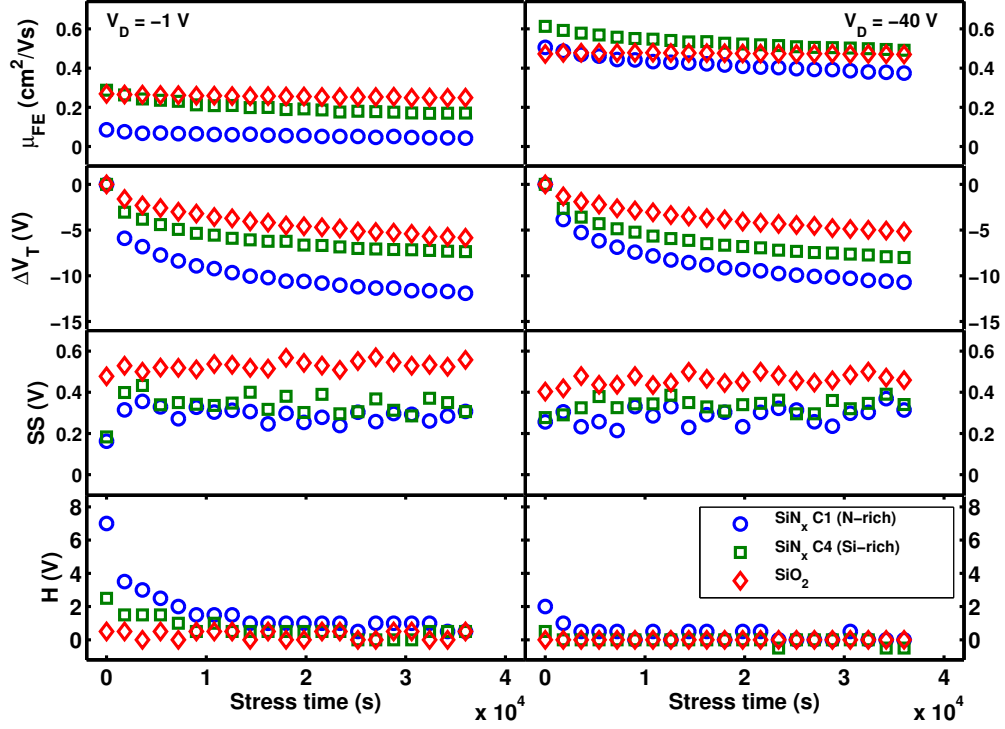 V_D = −1 V
V_D = −40 V
μ_FE (cm²/Vs)
0.6
0.4
0.2
0
0.6
0.4
0.2
0
ΔV_T (V)
0
−5
−10
−15
0
−5
−10
−15
SS (V)
0.6
0.4
0.2
0
0.6
0.4
0.2
0
H (V)
8
6
4
2
0
8
6
4
2
0
SiN_x C1 (N−rich)
SiN_x C4 (Si−rich)
SiO_2
0 1 2 3 4
0 1 2 3 4
Stress time (s)
Stress time (s)
x 10⁴
x 10⁴